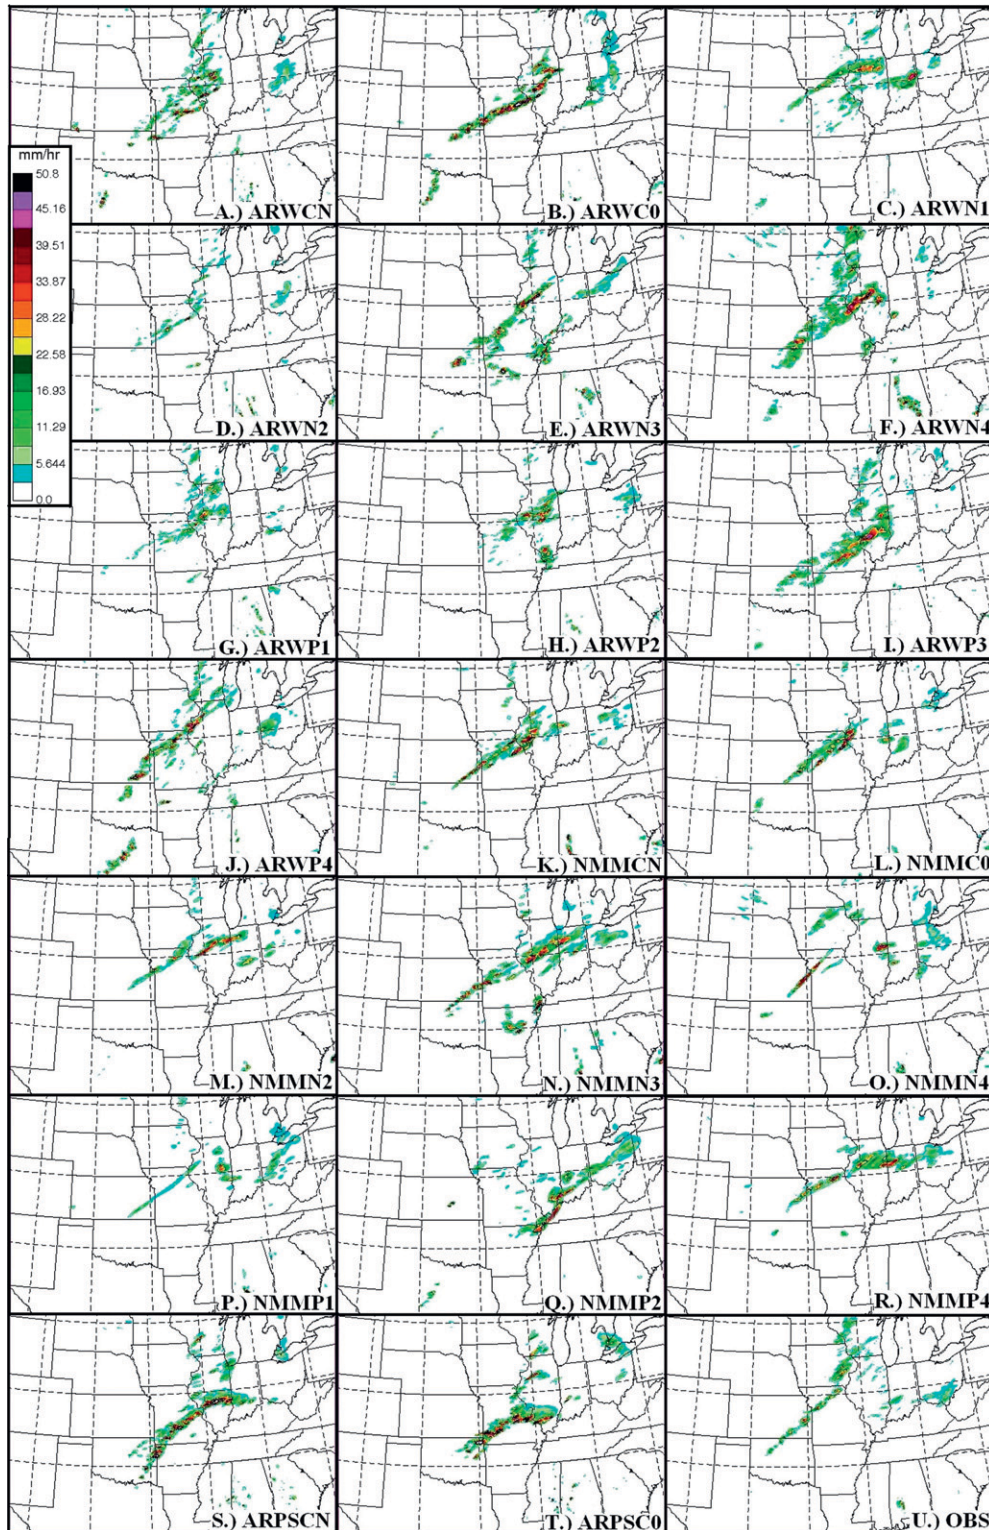 A.) ARWCN
B.) ARWC0
C.) ARWN1
mm/hr
50.8
45.16
39.51
33.87
28.22
22.58
16.93
11.29
5.644
0.0
D.) ARWN2
E.) ARWN3
F.) ARWN4
G.) ARWP1
H.) ARWP2
I.) ARWP3
J.) ARWP4
K.) NMMCN
L.) NMMC0
M.) NMMN2
N.) NMMN3
O.) NMMN4
P.) NMMP1
Q.) NMMP2
R.) NMMP4
S.) ARPSCN
T.) ARPSC0
U.) OBS